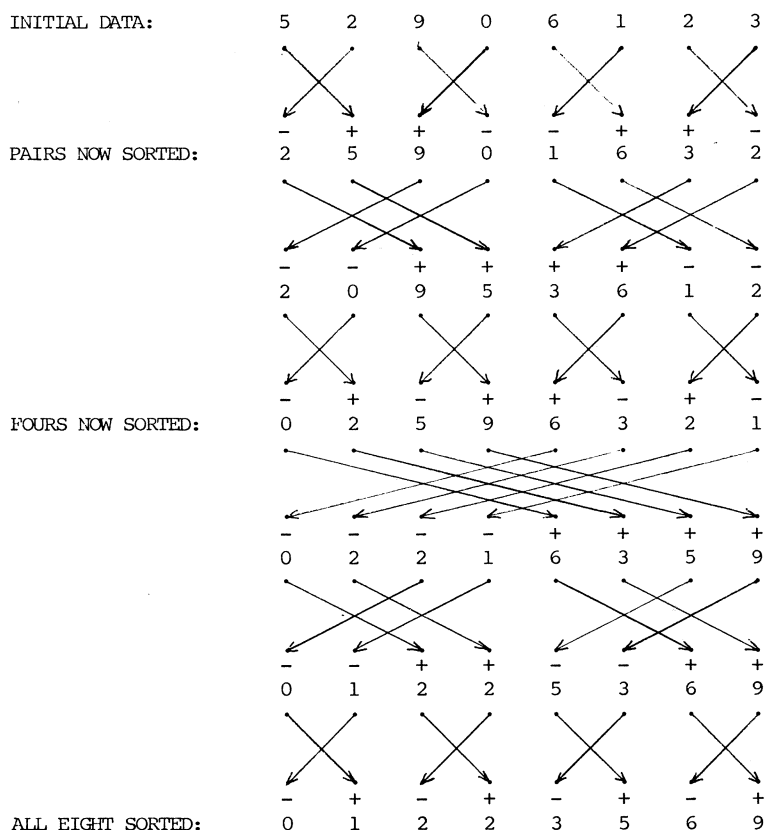 INITIAL DATA: 5 2 9 0 6 1 2 3
- + + - - + + -
PAIRS NOW SORTED: 2 5 9 0 1 6 3 2
- - + + + + - -
2 0 9 5 3 6 1 2
- + - + + - + -
FOURS NOW SORTED: 0 2 5 9 6 3 2 1
- - - - + + + +
0 2 2 1 6 3 5 9
- - + + - - + +
0 1 2 2 5 3 6 9
- + - + - + - +
ALL EIGHT SORTED: 0 1 2 2 3 5 6 9